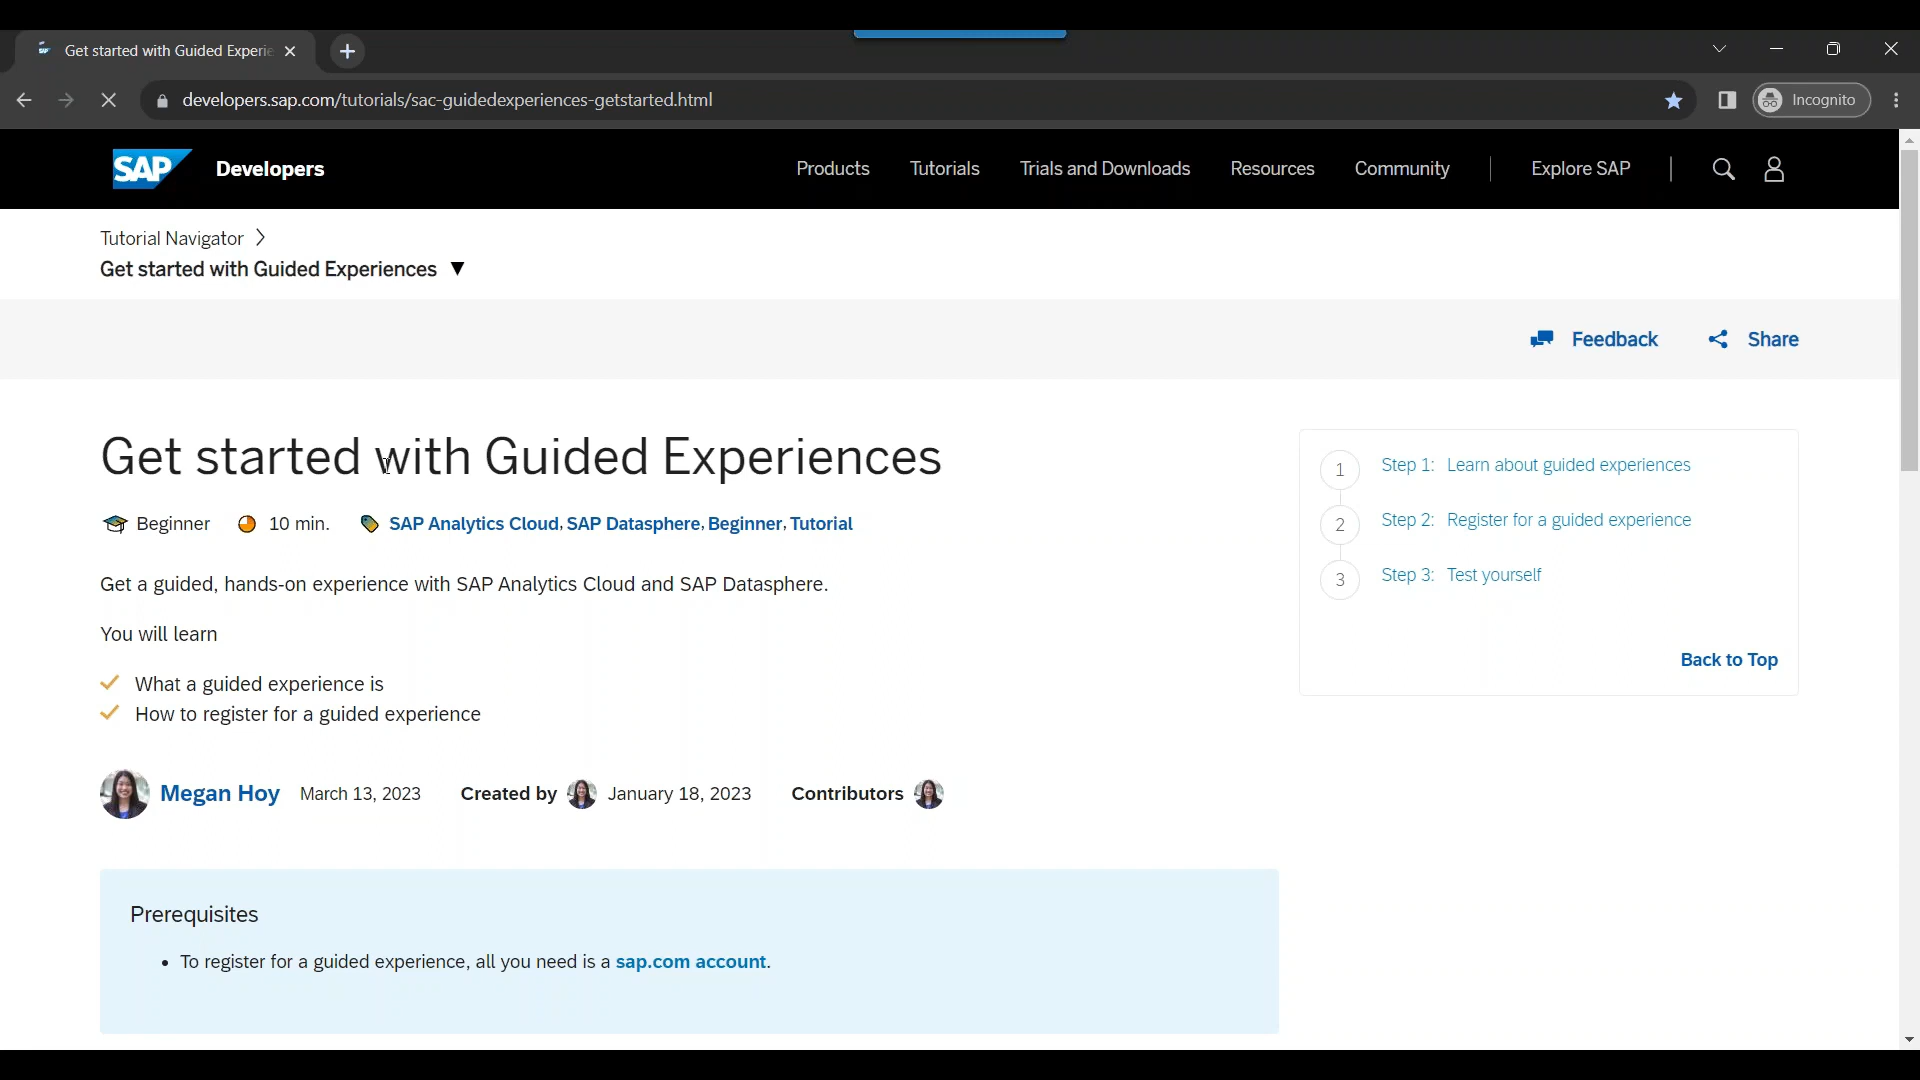 Get started with Guided Experie
developers.sap.com/tutorials/sac-guidedexperiences-getstarted.html
Incognito
SAP Developers
Products Tutorials Trials and Downloads Resources Community Explore SAP
Tutorial Navigator
Get started with Guided Experiences
Feedback Share
Get started with Guided Experiences
Beginner 10 min. SAP Analytics Cloud, SAP Datasphere, Beginner, Tutorial
Get a guided, hands-on experience with SAP Analytics Cloud and SAP Datasphere.
You will learn
What a guided experience is
How to register for a guided experience
Megan Hoy March 13, 2023 Created by January 18, 2023 Contributors
Prerequisites
• To register for a guided experience, all you need is a sap.com account.
1 Step 1: Learn about guided experiences
2 Step 2: Register for a guided experience
3 Step 3: Test yourself
Back to Top